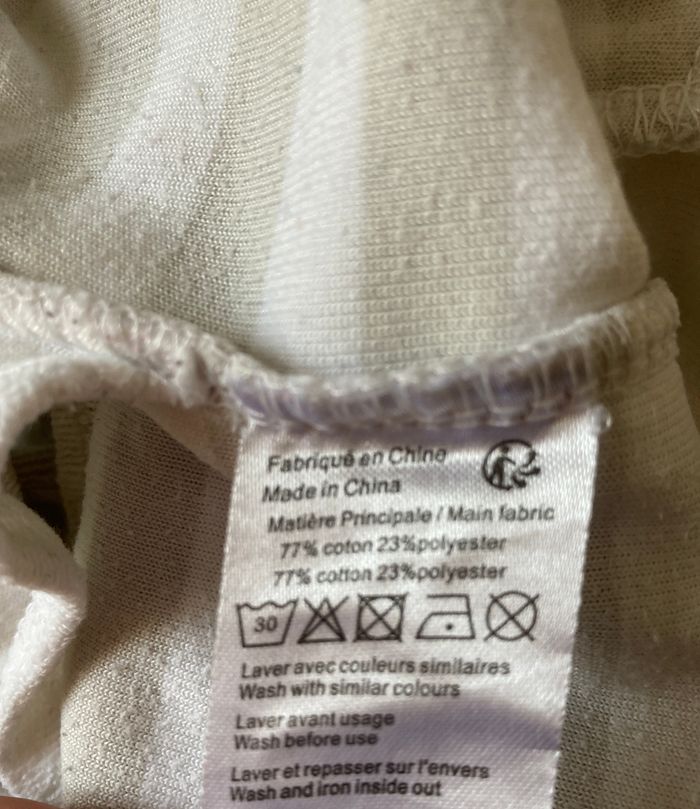 Fabriqué en Chine
Made in China
Matière Principale / Main fabric
77% coton 23%polyester
77% cotton 23%polyester
30
Laver avec couleurs similaires
Wash with similar colours
Laver avant usage
Wash before use
Laver et repasser sur l'envers
Wash and iron inside out